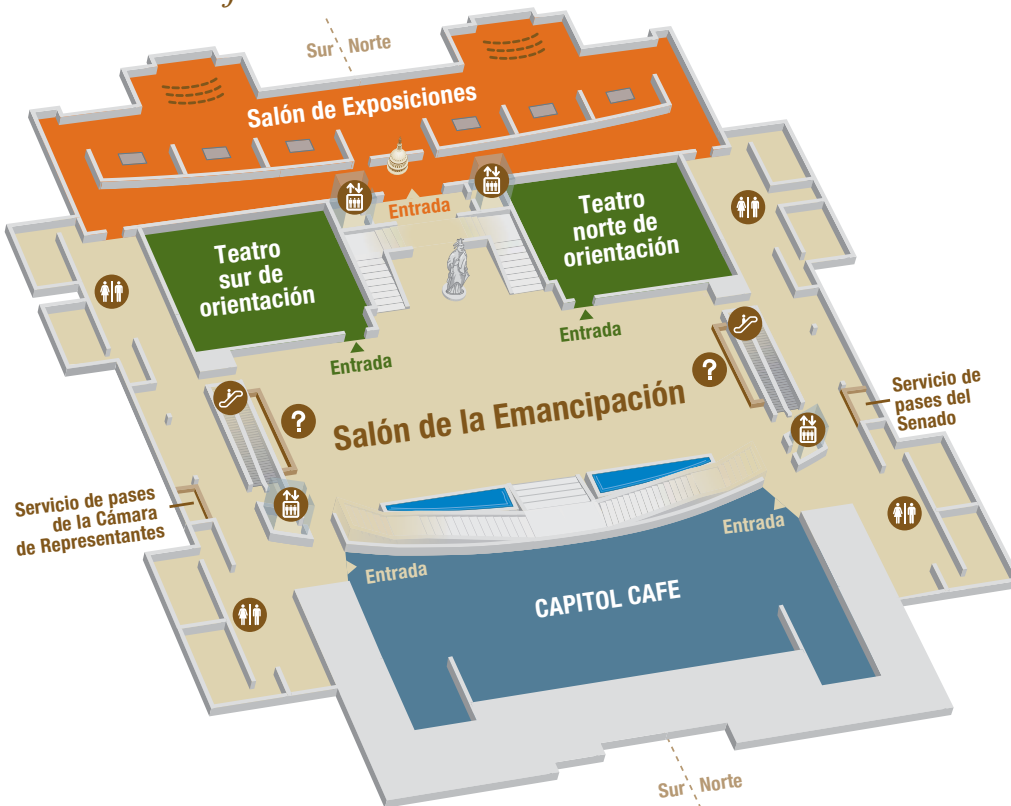 Sur Norte
Salón de Exposiciones
Entrada
Teatro
sur de
orientación
Teatro
norte de
orientación
Entrada
Entrada
?
?
Salón de la Emancipación
Servicio de
pases del
Senado
Servicio de pases
de la Cámara
de Representantes
Entrada
Entrada
CAPITOL CAFE
Sur Norte